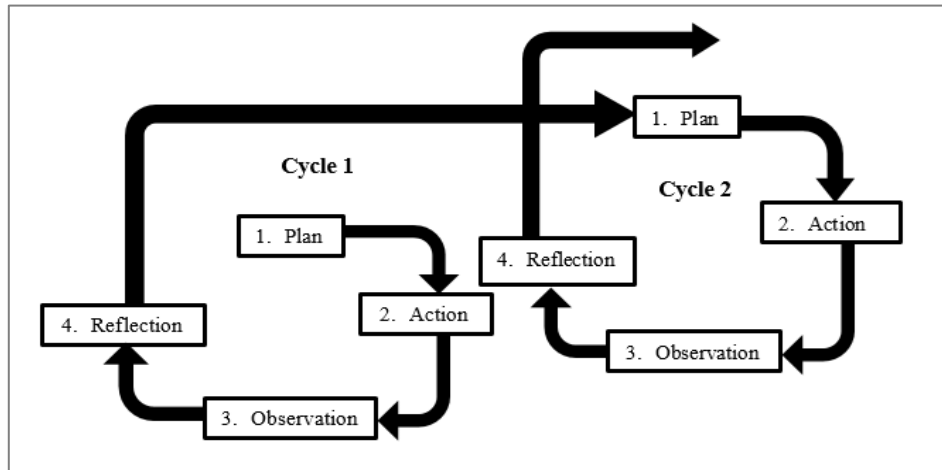 Cycle 1
1. Plan
2. Action
3. Observation
4. Reflection
Cycle 2
1. Plan
2. Action
3. Observation
4. Reflection